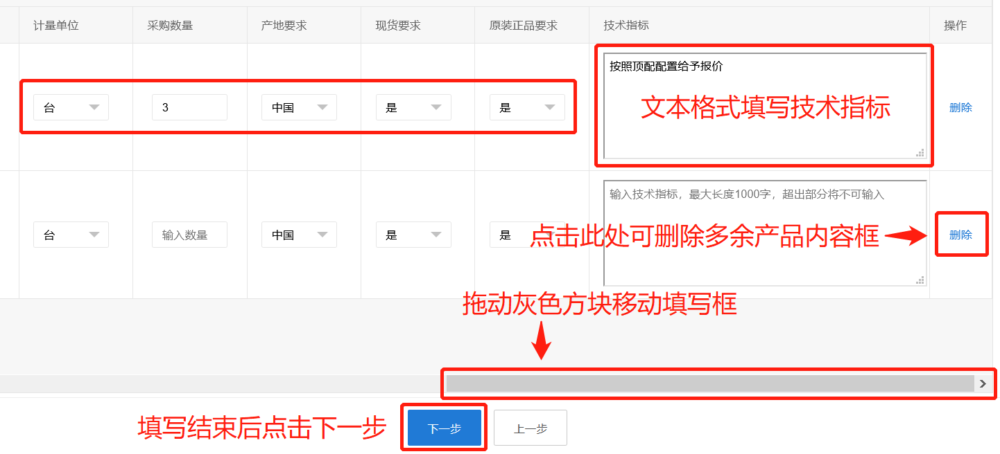 计量单位 采购数量 产地要求 现货要求 原装正品要求 技术指标 操作
按照顶配配置给予报价
文本格式填写技术指标
台 3 中国 是 是 删除
输入技术指标，最大长度1000字，超出部分将不可输入
台 输入数量 中国 是 是 点击此处可删除多余产品内容框 删除
拖动灰色方块移动填写框
填写结束后点击下一步 下一步 上一步